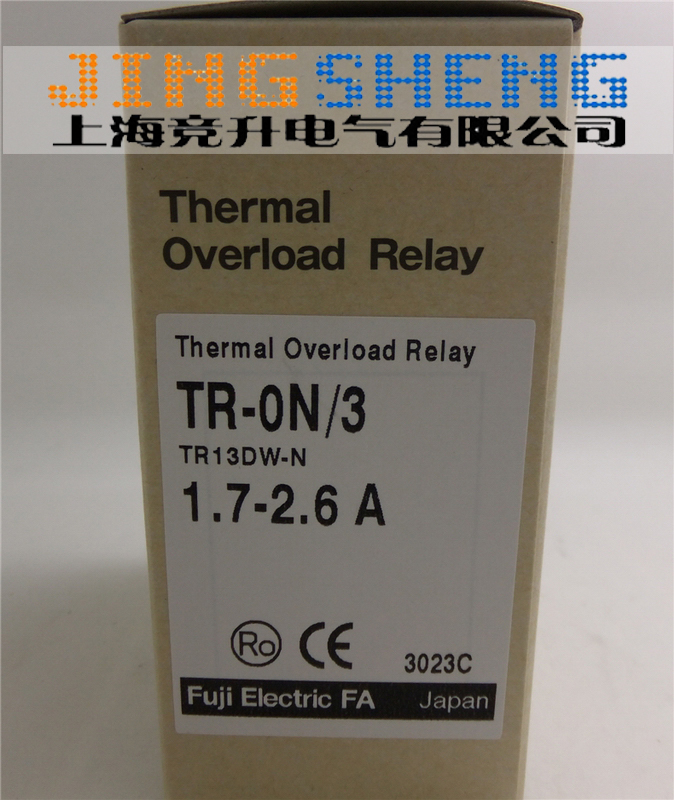 JINGSHENG
上海竞升电气有限公司
Thermal
Overload Relay
Thermal Overload Relay
TR-0N/3
TR13DW-N
1.7-2.6 A
Ro CE 3023C
Fuji Electric FA Japan